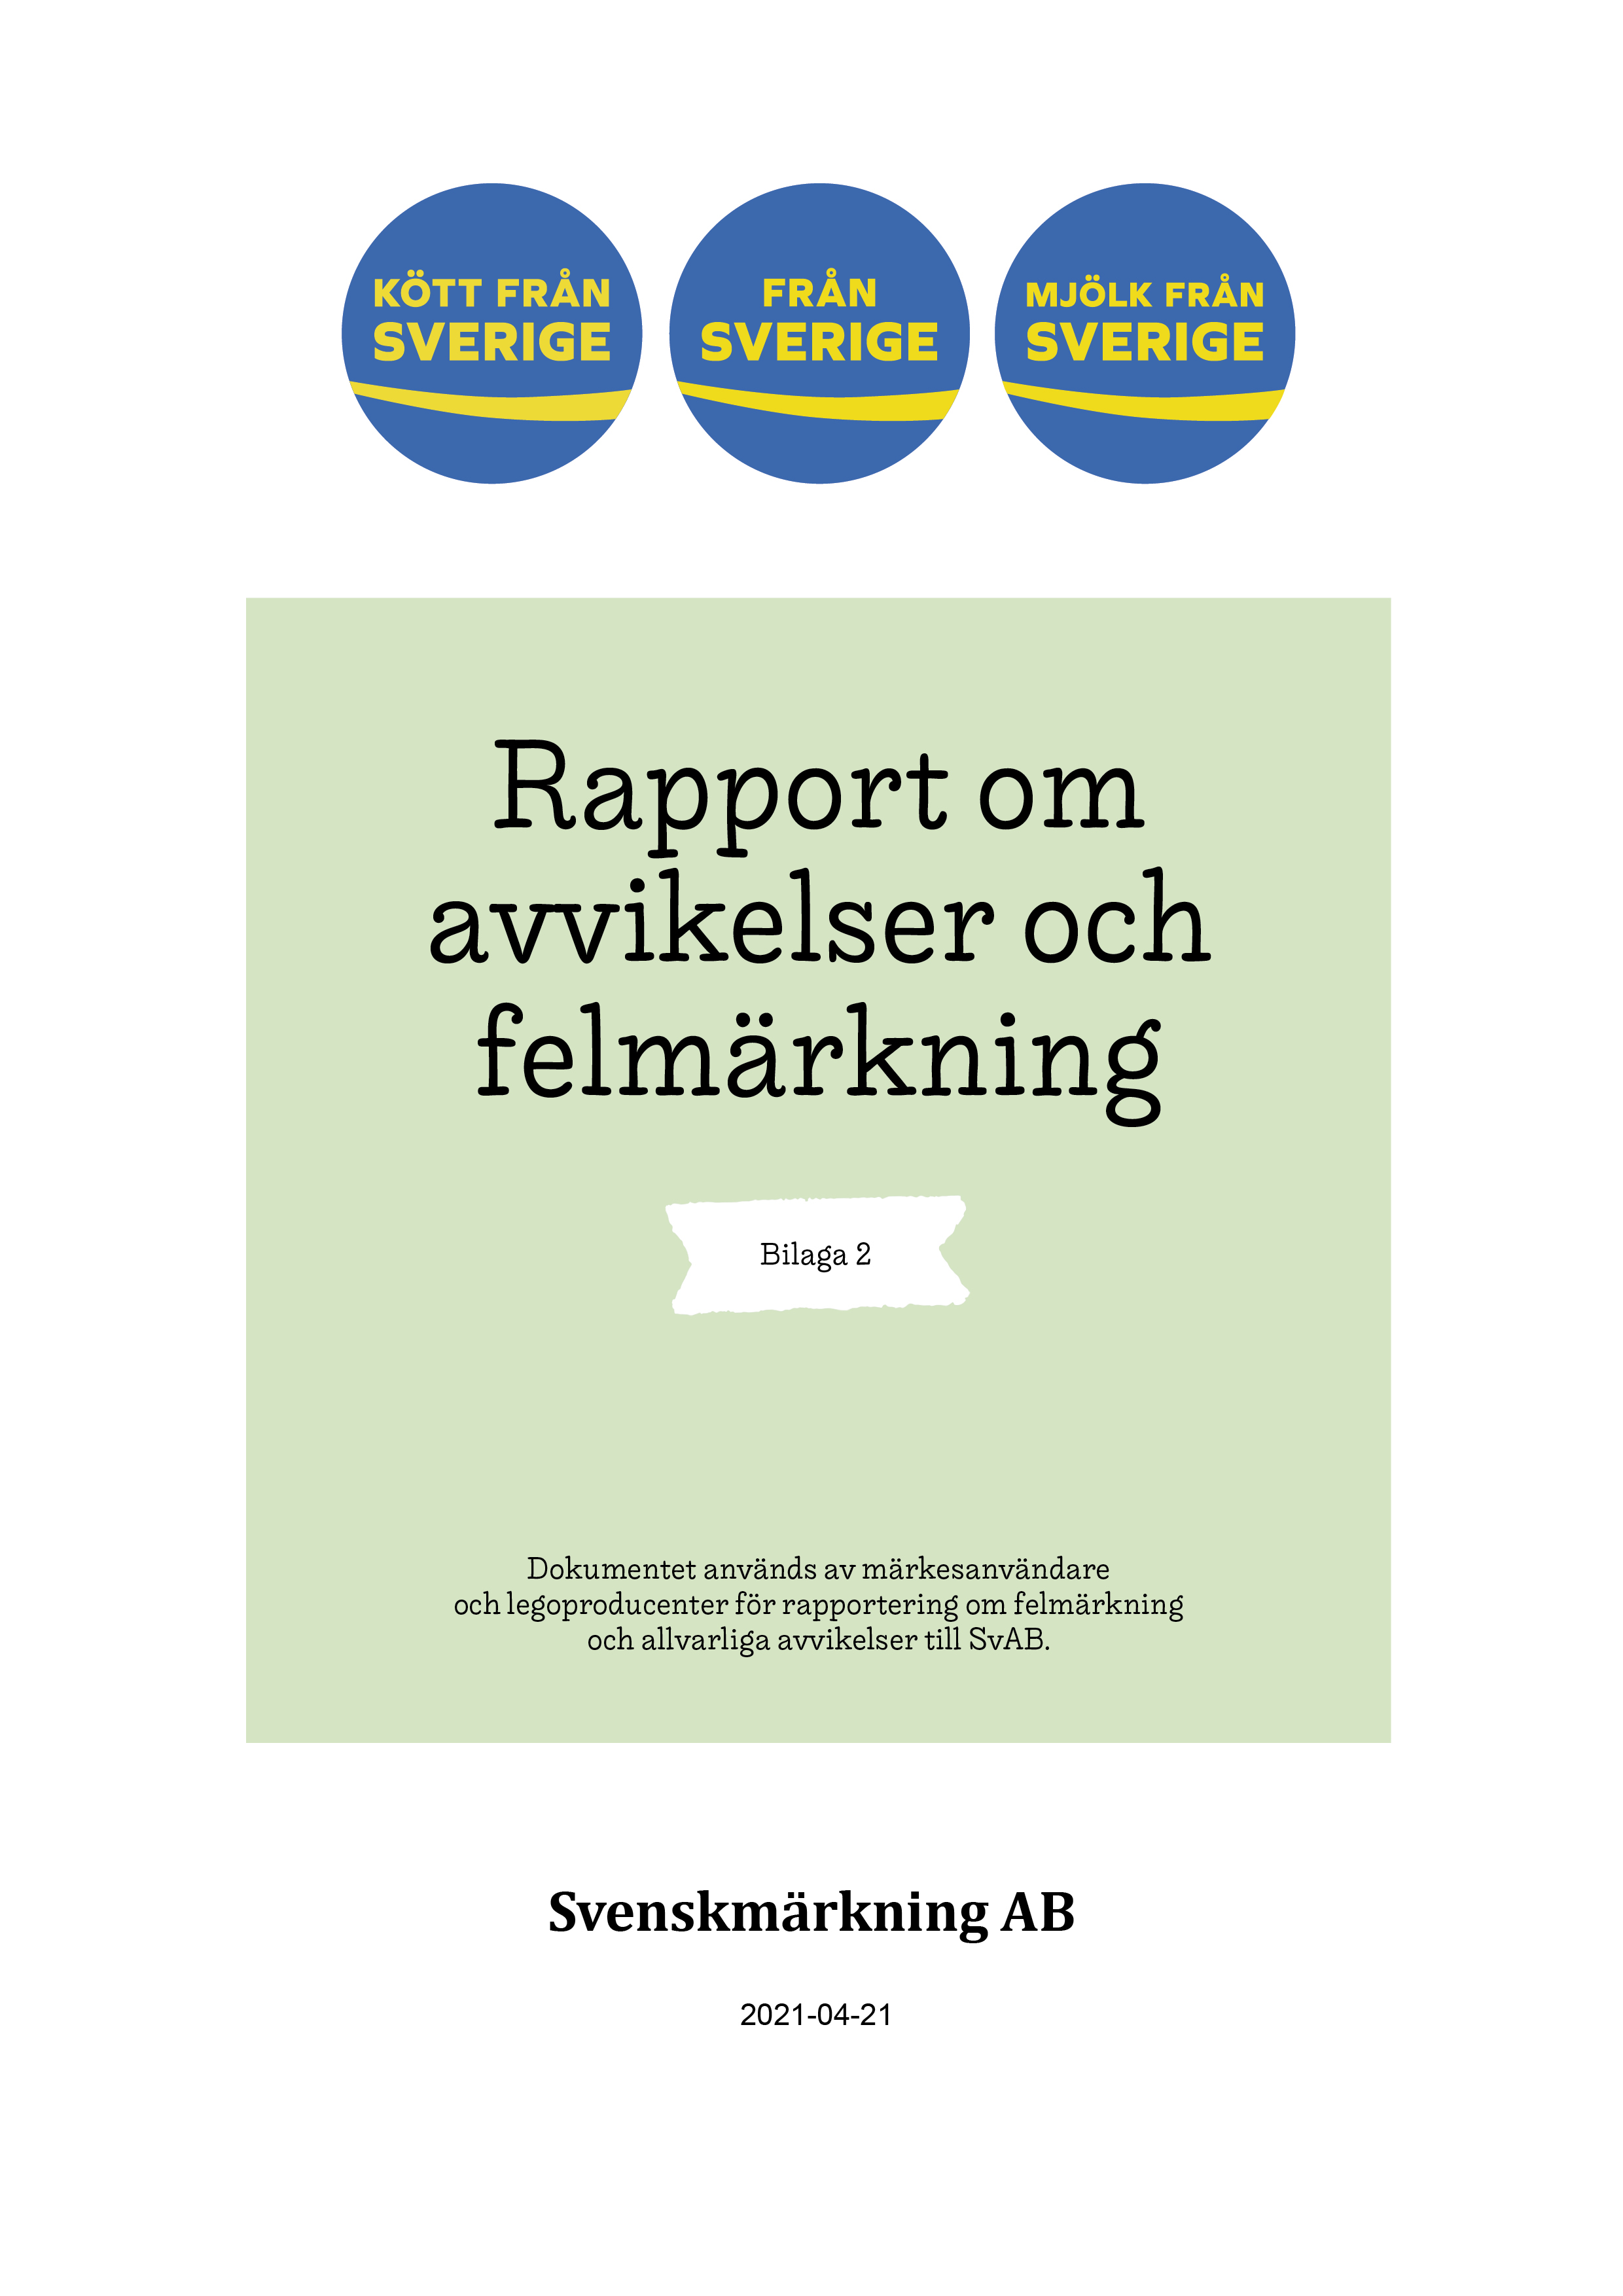 KÖTT FRÅN
SVERIGE
FRÅN
SVERIGE
MJÖLK FRÅN
SVERIGE
Rapport om
avvikelser och
felmärkning
Bilaga 2
Dokumentet används av märkesanvändare
och legoproducenter för rapportering om felmärkning
och allvarliga avvikelser till SvAB.
Svenskmärkning AB
2021-04-21